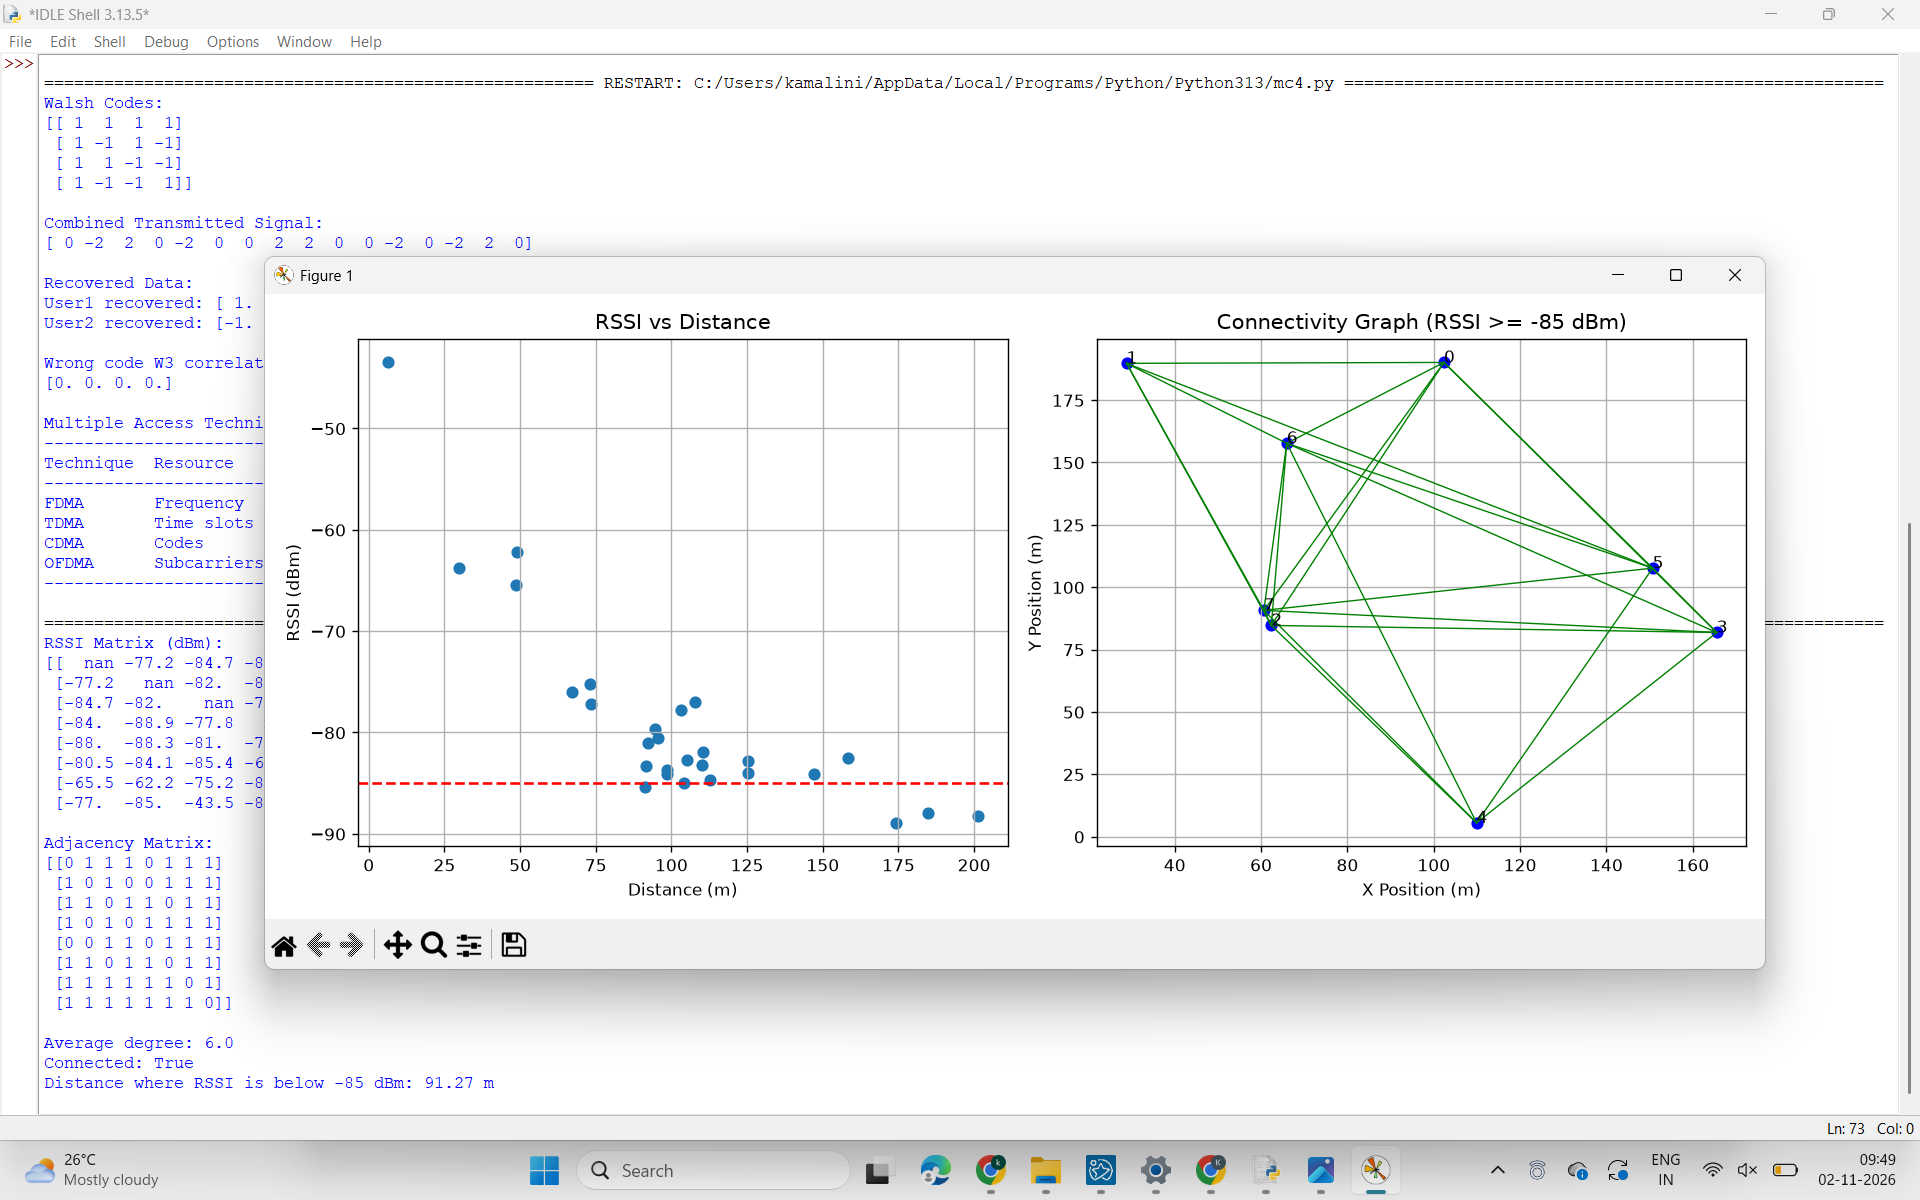 *IDLE Shell 3.13.5*
File Edit Shell Debug Options Window Help
>>>
====================================================== RESTART: C:/Users/kamalini/AppData/Local/Programs/Python/Python313/mc4.py ======================================================
Walsh Codes:
[[ 1  1  1  1]
 [ 1 -1  1 -1]
 [ 1  1 -1 -1]
 [ 1 -1 -1  1]]
Combined Transmitted Signal:
[ 0 -2  2  0 -2  0  0  2  2  0  0 -2  0 -2  2  0]
Recovered Data:
User1 recovered: [ 1.
User2 recovered: [-1.
Wrong code W3 correlat
[0. 0. 0. 0.]
Multiple Access Techni
----------------------
Technique  Resource
----------------------
FDMA       Frequency
TDMA       Time slots
CDMA       Codes
OFDMA      Subcarriers
----------------------
======================
RSSI Matrix (dBm):
[[  nan -77.2 -84.7 -8
 [-77.2   nan -82.  -8
 [-84.7 -82.    nan -7
 [-84.  -88.9 -77.8
 [-88.  -88.3 -81.  -7
 [-80.5 -84.1 -85.4 -6
 [-65.5 -62.2 -75.2 -8
 [-77.  -85.  -43.5 -8
Adjacency Matrix:
[[0 1 1 1 0 1 1 1]
 [1 0 1 0 0 1 1 1]
 [1 1 0 1 1 0 1 1]
 [1 0 1 0 1 1 1 1]
 [0 0 1 1 0 1 1 1]
 [1 1 0 1 1 0 1 1]
 [1 1 1 1 1 1 0 1]
 [1 1 1 1 1 1 1 0]]
Average degree: 6.0
Connected: True
Distance where RSSI is below -85 dBm: 91.27 m
Figure 1
RSSI vs Distance
−50
−60
−70
−80
−90
RSSI (dBm)
0 25 50 75 100 125 150 175 200
Distance (m)
Connectivity Graph (RSSI >= -85 dBm)
175
150
125
100
75
50
25
0
Y Position (m)
1
0
6
5
7
2
3
4
40 60 80 100 120 140 160
X Position (m)
Ln: 73 Col: 0
26°C
Mostly cloudy
Search
ENG
IN
09:49
02-11-2026